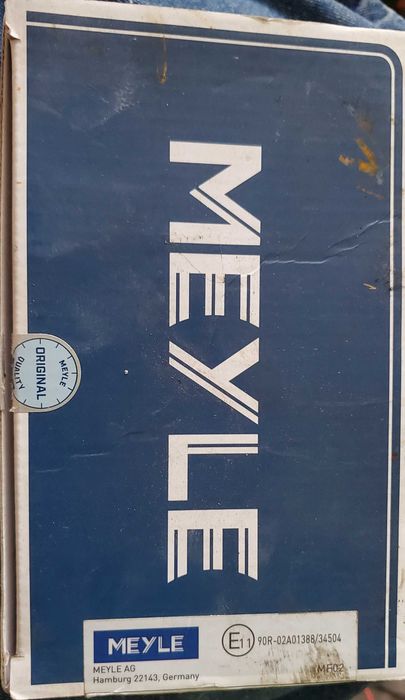 MEYLE
MEYLE
ORIGINAL
QUALITY
MEYLE
MEYLE AG
Hamburg 22143, Germany
E11 90R-02A01388/34504
MF02